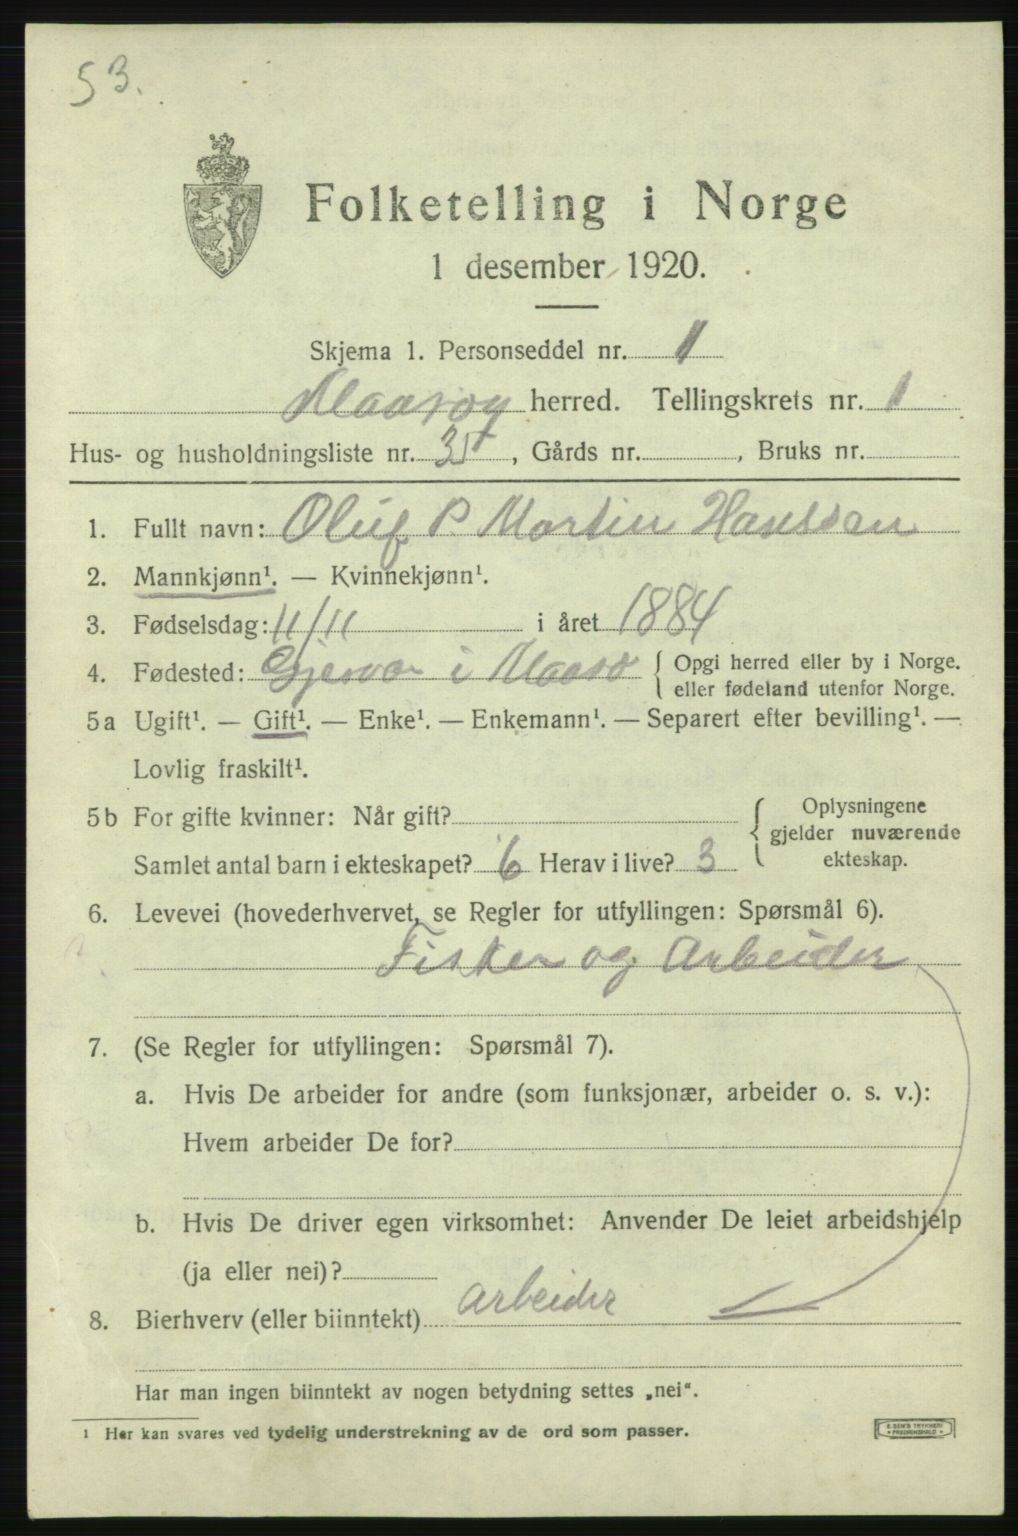 53.
Folketelling i Norge
1 desember 1920.
Skjema 1. Personseddel nr. 1
Maasøy herred. Tellingskrets nr. 1
Hus- og husholdningsliste nr. 35, Gårds nr. , Bruks nr.
1. Fullt navn: Oluf P. Martin Hanssen
2. Mannkjønn¹. — Kvinnekjønn¹.
3. Fødselsdag: 11/11 i året 1884
4. Fødested: Gjesvær i Maasø { Opgi herred eller by i Norge.
eller fødeland utenfor Norge.
5a Ugift¹. — Gift¹. — Enke¹. — Enkemann¹. — Separert efter bevilling¹. —
Lovlig fraskilt¹.
5b For gifte kvinner: Når gift? { Oplysningene
gjelder nuværende
Samlet antal barn i ekteskapet? 6 Herav i live? 3 ekteskap.
6. Levevei (hovederhvervet, se Regler for utfyllingen: Spørsmål 6).
Fisker og Arbeider
7. (Se Regler for utfyllingen: Spørsmål 7).
a. Hvis De arbeider for andre (som funksjonær, arbeider o. s. v.):
Hvem arbeider De for?
b. Hvis De driver egen virksomhet: Anvender De leiet arbeidshjelp
(ja eller nei)?
8. Bierhverv (eller biinntekt) arbeider
Har man ingen biinntekt av nogen betydning settes „nei“.
¹ Her kan svares ved tydelig understrekning av de ord som passer.
E. SEM'S TRYKKERI
FREDRIKSHALD